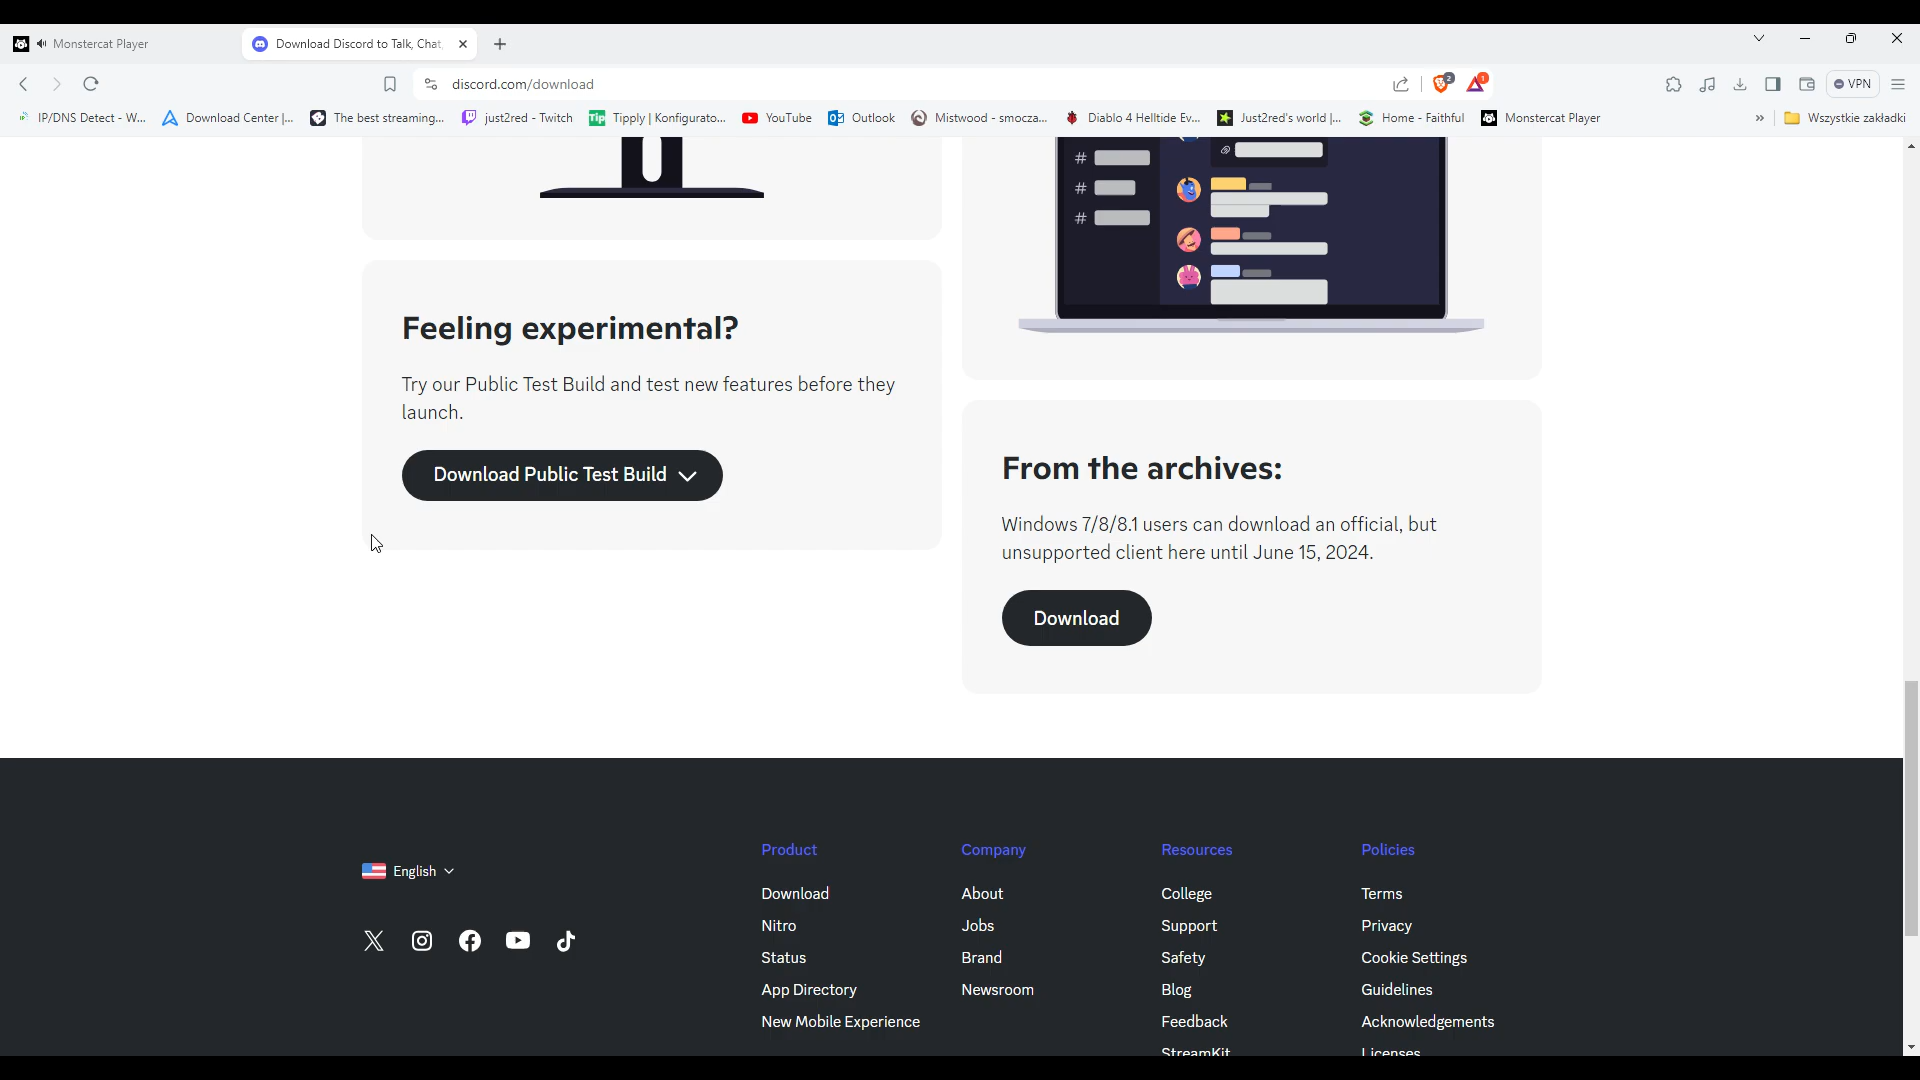 Monstercat Player
Download Discord to Talk, Chat,
discord.com/download
2
1
VPN
IP/DNS Detect - W...
Download Center |...
The best streaming...
just2red - Twitch
Tipply | Konfigurato...
YouTube
Outlook
Mistwood - smocza...
Diablo 4 Helltide Ev...
Just2red's world |...
Home - Faithful
Monstercat Player
»
Wszystkie zakładki
#
#
#
Feeling experimental?
Try our Public Test Build and test new features before they
launch.
Download Public Test Build
From the archives:
Windows 7/8/8.1 users can download an official, but
unsupported client here until June 15, 2024.
Download
English
Product
Download
Nitro
Status
App Directory
New Mobile Experience
Company
About
Jobs
Brand
Newsroom
Resources
College
Support
Safety
Blog
Feedback
StreamKit
Policies
Terms
Privacy
Cookie Settings
Guidelines
Acknowledgements
Licenses